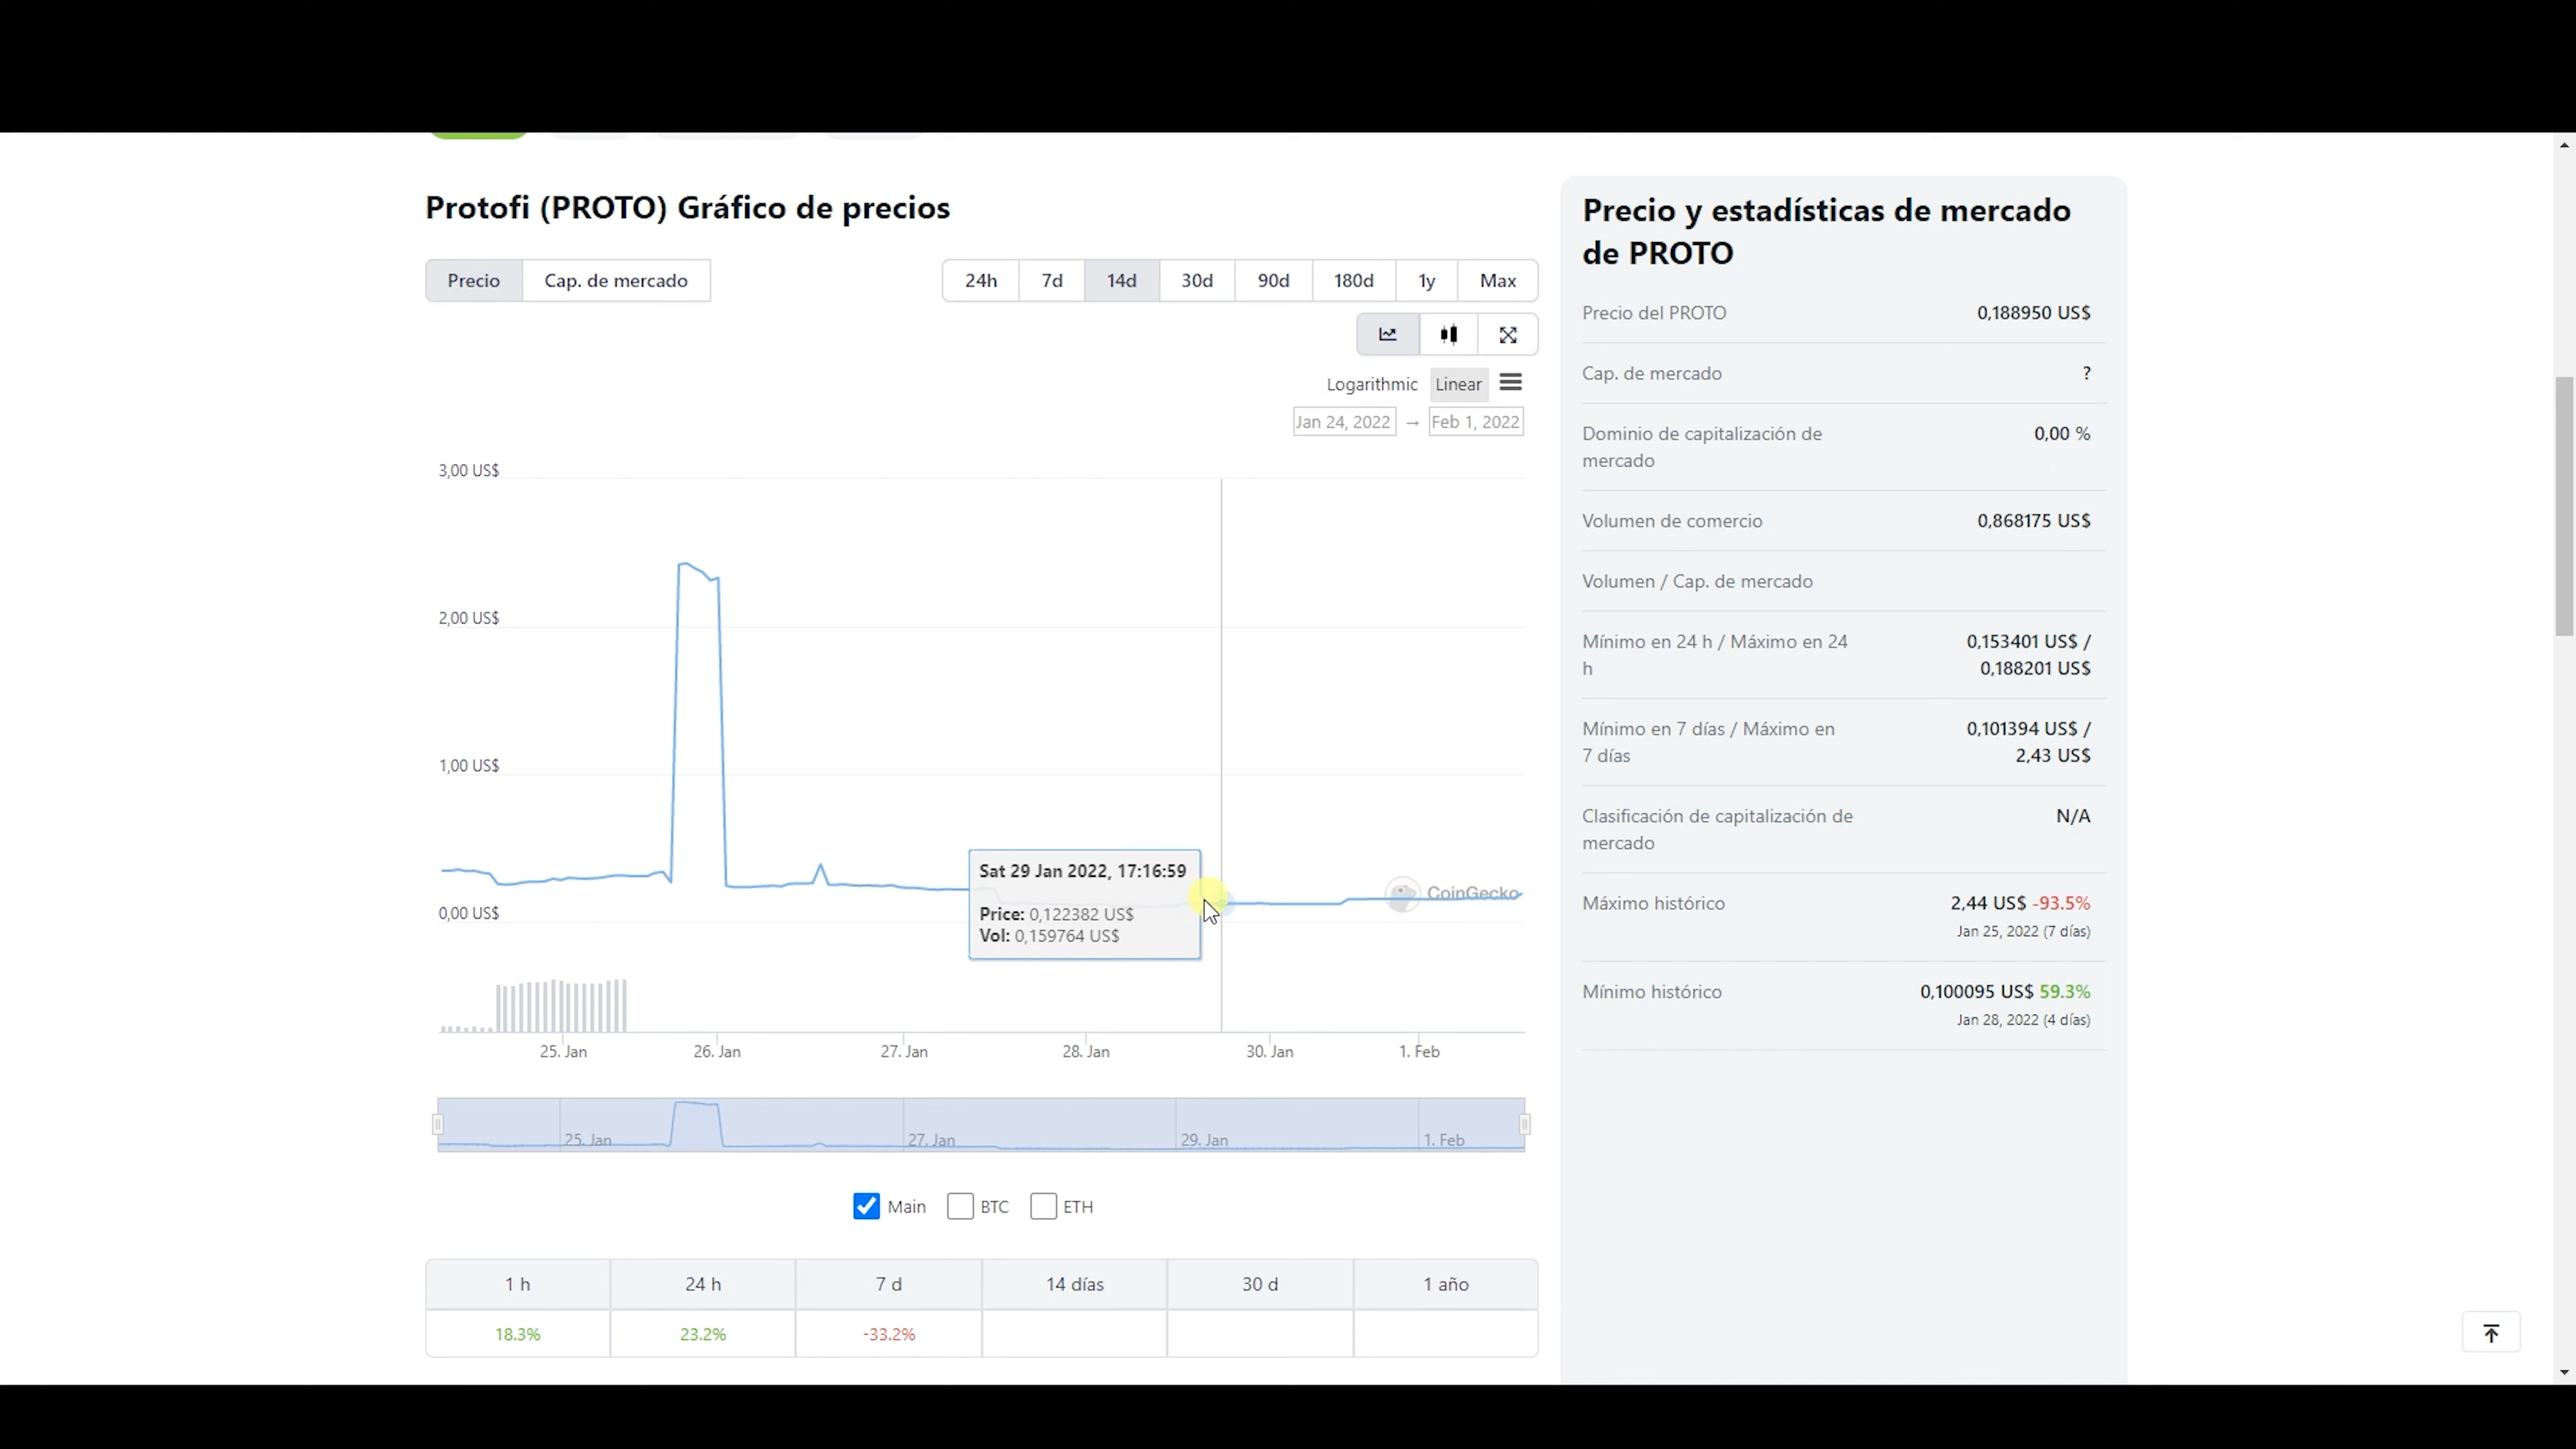 Protofi (PROTO) Gráfico de precios
Precio
Cap. de mercado
24h
7d
14d
30d
90d
180d
1y
Max
Logarithmic
Linear
Jan 24, 2022 → Feb 1, 2022
3,00 US$
2,00 US$
1,00 US$
0,00 US$
Sat 29 Jan 2022, 17:16:59
Price: 0,122382 US$
Vol: 0,159764 US$
CoinGecko
25. Jan
26. Jan
27. Jan
28. Jan
30. Jan
1. Feb
25. Jan
27. Jan
29. Jan
1. Feb
Main
BTC
ETH
1 h
24 h
7 d
14 días
30 d
1 año
18.3%
23.2%
-33.2%
Precio y estadísticas de mercado
de PROTO
Precio del PROTO
0,188950 US$
Cap. de mercado
?
Dominio de capitalización de
mercado
0,00 %
Volumen de comercio
0,868175 US$
Volumen / Cap. de mercado
Mínimo en 24 h / Máximo en 24
h
0,153401 US$ /
0,188201 US$
Mínimo en 7 días / Máximo en
7 días
0,101394 US$ /
2,43 US$
Clasificación de capitalización de
mercado
N/A
Máximo histórico
2,44 US$ -93.5%
Jan 25, 2022 (7 días)
Mínimo histórico
0,100095 US$ 59.3%
Jan 28, 2022 (4 días)